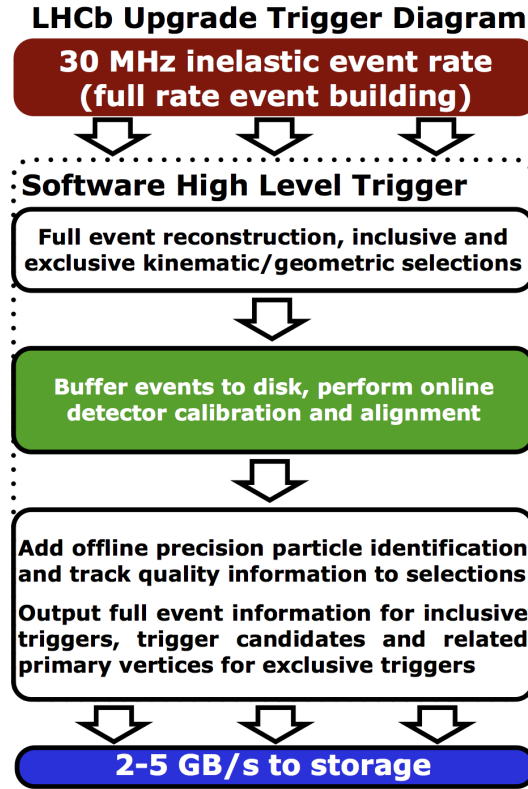 LHCb Upgrade Trigger Diagram
30 MHz inelastic event rate
(full rate event building)
Software High Level Trigger
Full event reconstruction, inclusive and
exclusive kinematic/geometric selections
Buffer events to disk, perform online
detector calibration and alignment
Add offline precision particle identification
and track quality information to selections
Output full event information for inclusive
triggers, trigger candidates and related
primary vertices for exclusive triggers
2-5 GB/s to storage